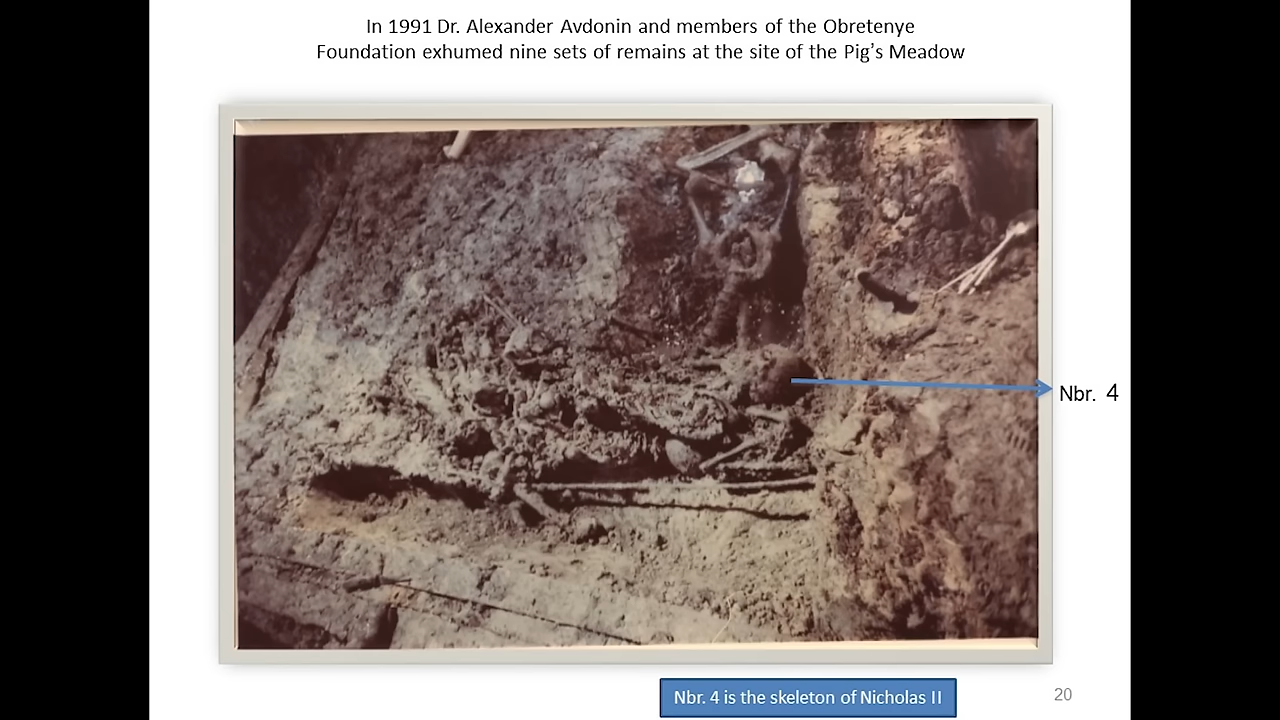 In 1991 Dr. Alexander Avdonin and members of the Obretenye
Foundation exhumed nine sets of remains at the site of the Pig’s Meadow
Nbr. 4
Nbr. 4 is the skeleton of Nicholas II
20